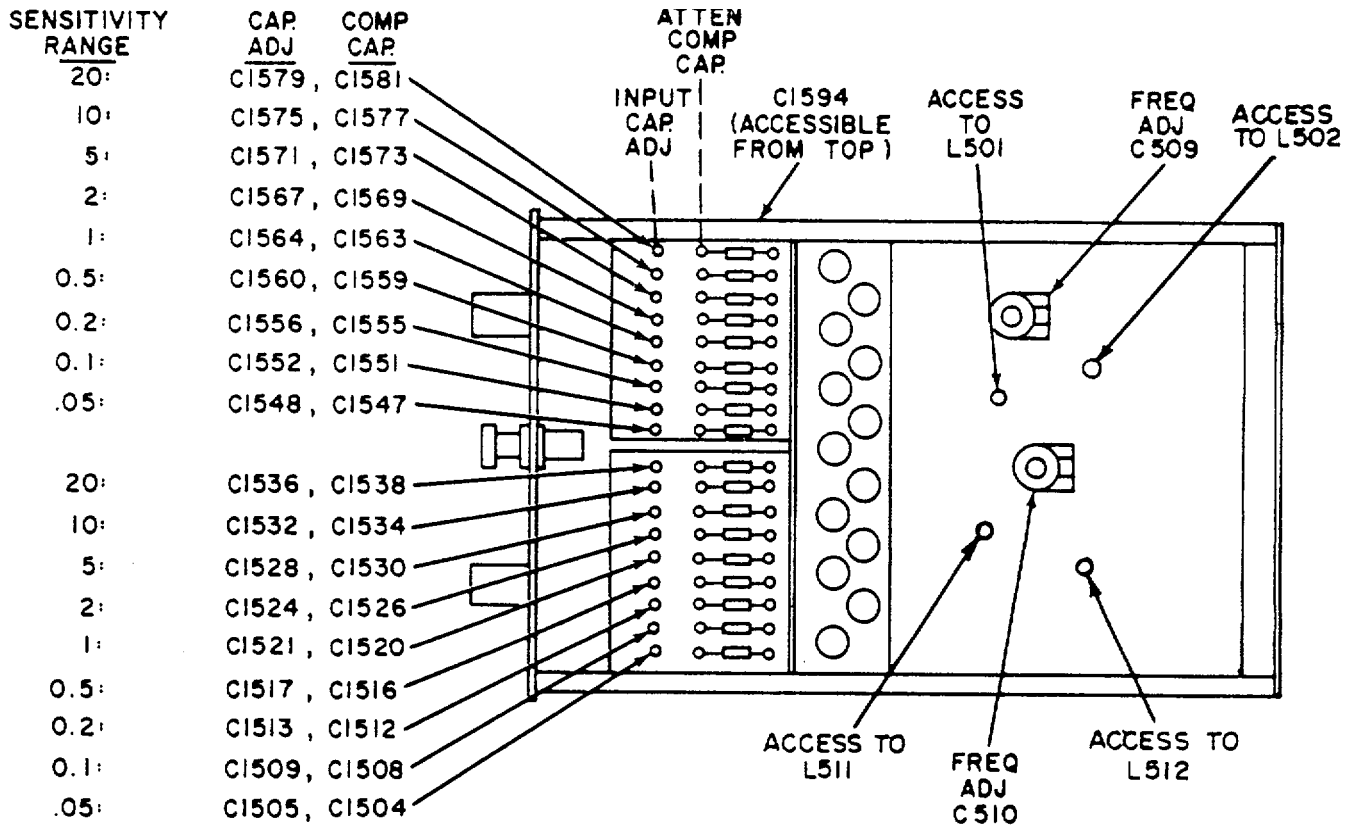 SENSITIVITY
RANGE
CAP.
ADJ
COMP
CAP.
20: C1579, C1581
10: C1575, C1577
5: C1571, C1573
2: C1567, C1569
1: C1564, C1563
0.5: C1560, C1559
0.2: C1556, C1555
0.1: C1552, C1551
.05: C1548, C1547
20: C1536, C1538
10: C1532, C1534
5: C1528, C1530
2: C1524, C1526
1: C1521, C1520
0.5: C1517, C1516
0.2: C1513, C1512
0.1: C1509, C1508
.05: C1505, C1504
INPUT
CAP.
ADJ
ATTEN
COMP
CAP.
C1594
(ACCESSIBLE
FROM TOP)
ACCESS
TO
L501
FREQ
ADJ
C509
ACCESS
TO L502
ACCESS TO
L511
FREQ
ADJ
C510
ACCESS TO
L512